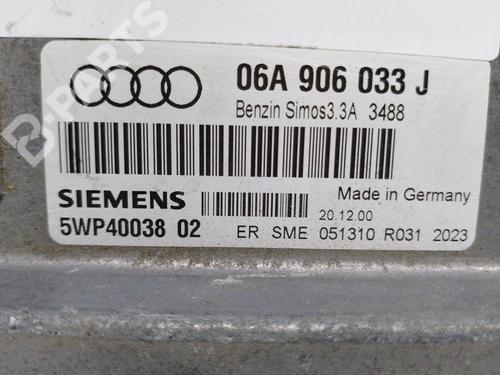 B-PARTS
06A 906 033 J
Benzin Simos3.3A 3488
SIEMENS
Made in Germany
20.12.00
5WP40038 02
ER SME 051310 R031 2023